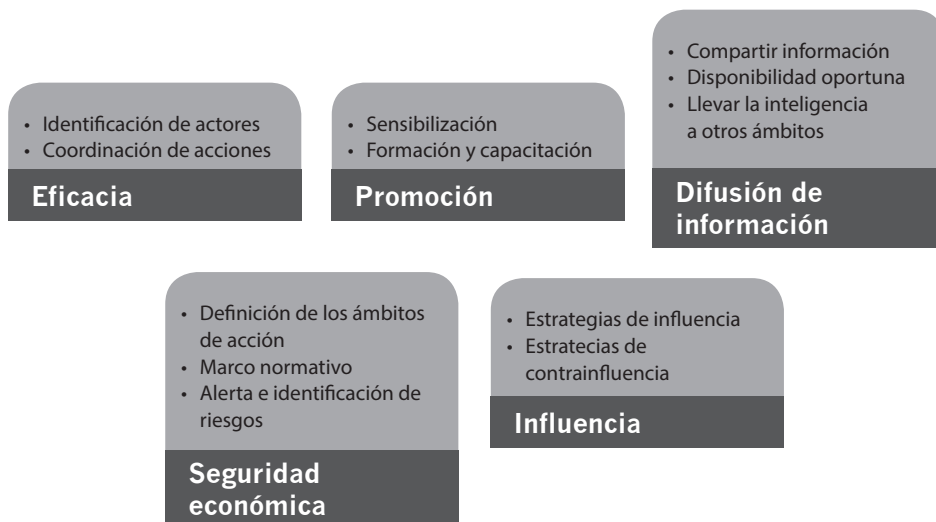 • Identificación de actores
• Coordinación de acciones
Eficacia
• Sensibilización
• Formación y capacitación
Promoción
• Compartir información
• Disponibilidad oportuna
• Llevar la inteligencia
a otros ámbitos
Difusión de
información
• Definición de los ámbitos
de acción
• Marco normativo
• Alerta e identificación de
riesgos
Seguridad
económica
• Estrategias de influencia
• Estratecias de
contrainfluencia
Influencia